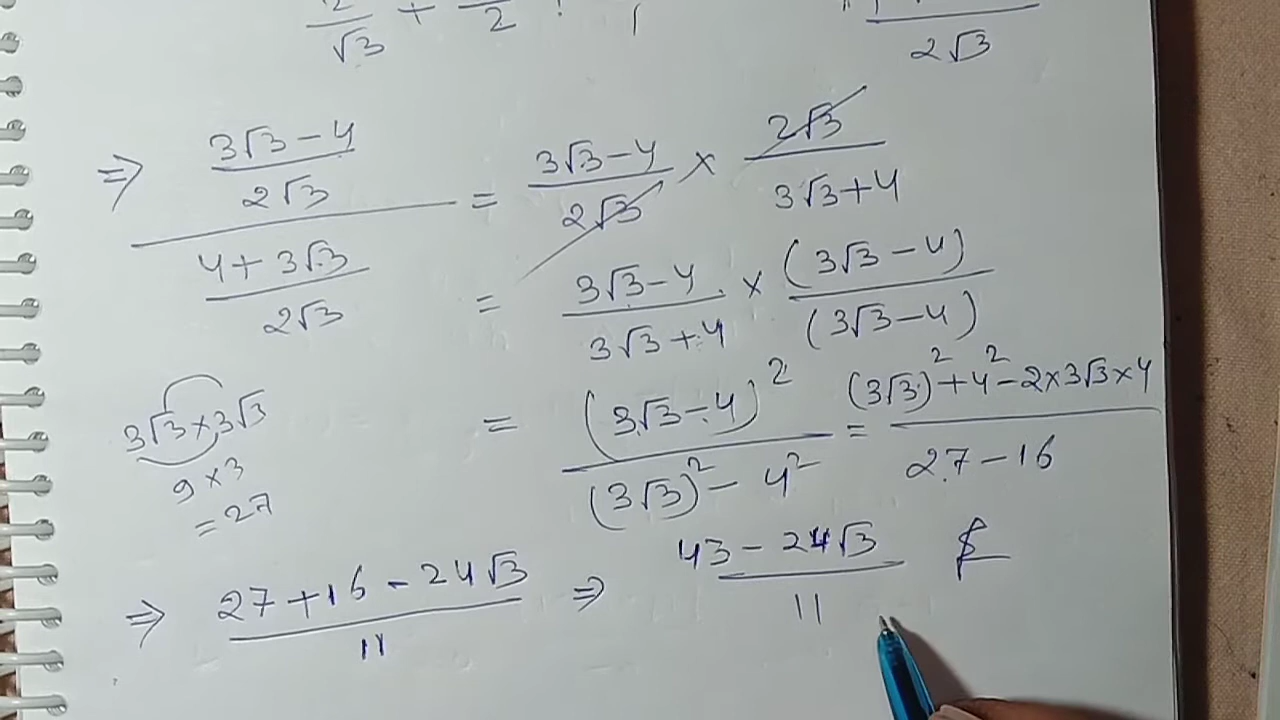 2/√3 + /2
2√3
⇒ (3√3-4)/(2√3) / (4+3√3)/(2√3) = (3√3-4)/(2√3) × (2√3)/(3√3+4)
= (3√3-4)/(3√3+4) × (3√3-4)/(3√3-4)
3√3×3√3
9×3
=27
= (3√3-4)²/((3√3)²-4²) = ((3√3)²+4²-2×3√3×4)/(27-16)
⇒ (27+16-24√3)/11 ⇒ (43-24√3)/11